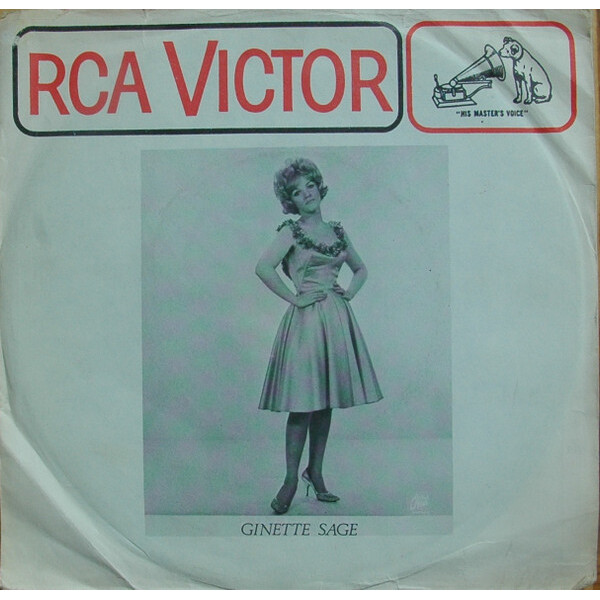 RCA VICTOR
"HIS MASTER'S VOICE"
GINETTE SAGE